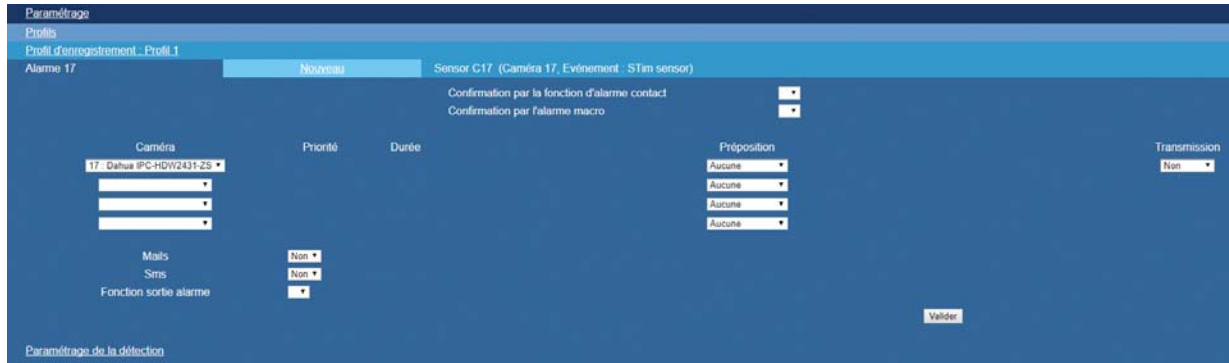 Paramétrage
Profils
Profil d'enregistrement : Profil 1
Alarme 17 Nouveau Sensor C17 (Caméra 17, Evénement : STim sensor)
Confirmation par la fonction d'alarme contact
Confirmation par l'alarme macro
Caméra Priorité Durée Préposition Transmission
17 : Dahua IPC-HDW2431-ZS Aucune Non
Aucune
Aucune
Aucune
Mails Non
Sms Non
Fonction sortie alarme
Valider
Paramétrage de la détection